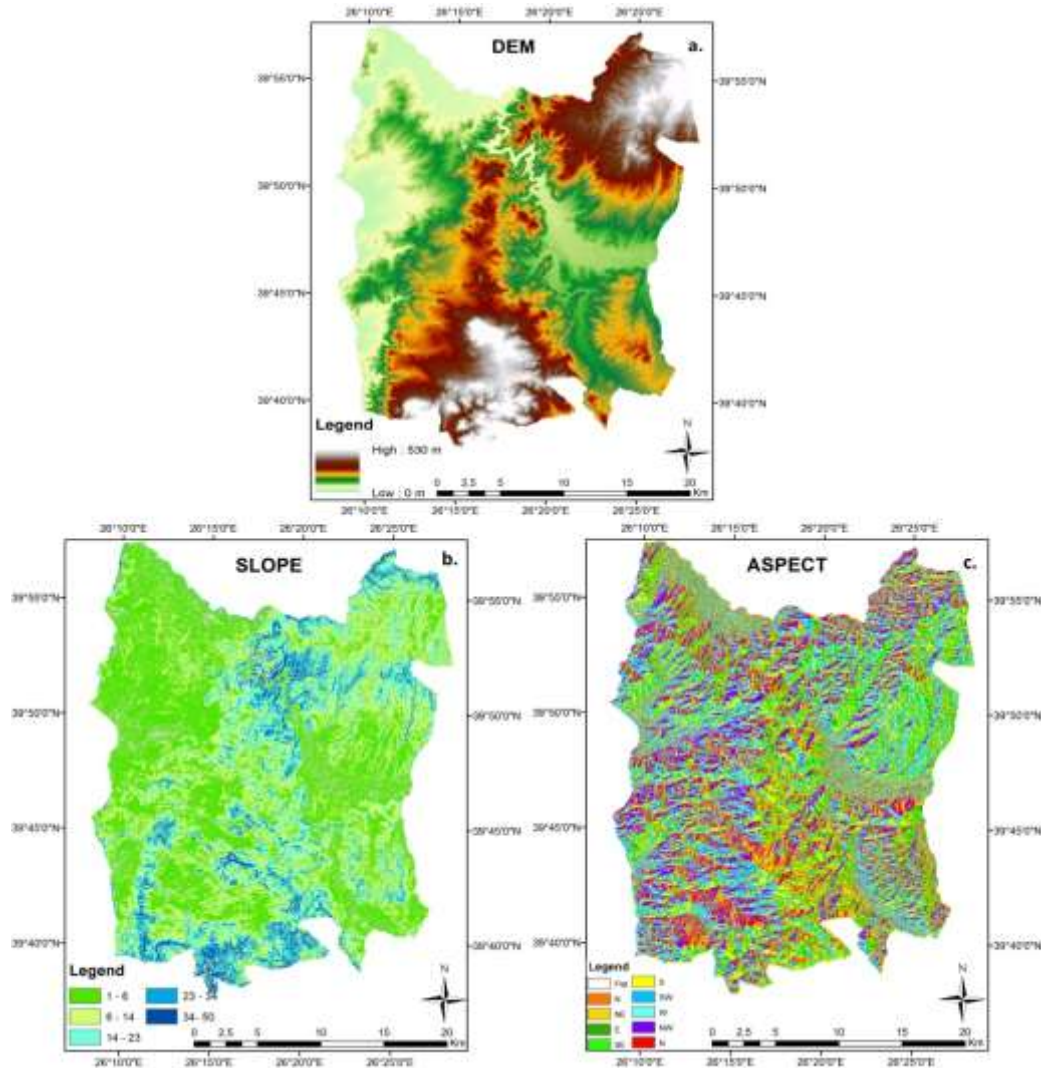 26°10'0"E 26°15'0"E 26°20'0"E 26°25'0"E
DEM a.
39°55'0"N 39°55'0"N
39°50'0"N 39°50'0"N
39°45'0"N 39°45'0"N
39°40'0"N 39°40'0"N
Legend
High : 500 m
Low : 0 m
N
0 2.5 5 10 15 20
Km
26°10'0"E 26°15'0"E 26°20'0"E 26°25'0"E
26°10'0"E 26°15'0"E 26°20'0"E 26°25'0"E
SLOPE b.
39°55'0"N 39°55'0"N
39°50'0"N 39°50'0"N
39°45'0"N 39°45'0"N
39°40'0"N 39°40'0"N
Legend
1 - 6 23 - 34
6 - 14 34- 50
14 - 23
N
0 2.5 5 10 15 20
Km
26°10'0"E 26°15'0"E 26°20'0"E 26°25'0"E
26°10'0"E 26°15'0"E 26°20'0"E 26°25'0"E
ASPECT c.
39°55'0"N 39°55'0"N
39°50'0"N 39°50'0"N
39°45'0"N 39°45'0"N
39°40'0"N 39°40'0"N
Legend
Flat S
N SW
NE W
E NW
SE N
N
0 2.5 5 10 15 20
Km
26°10'0"E 26°15'0"E 26°20'0"E 26°25'0"E